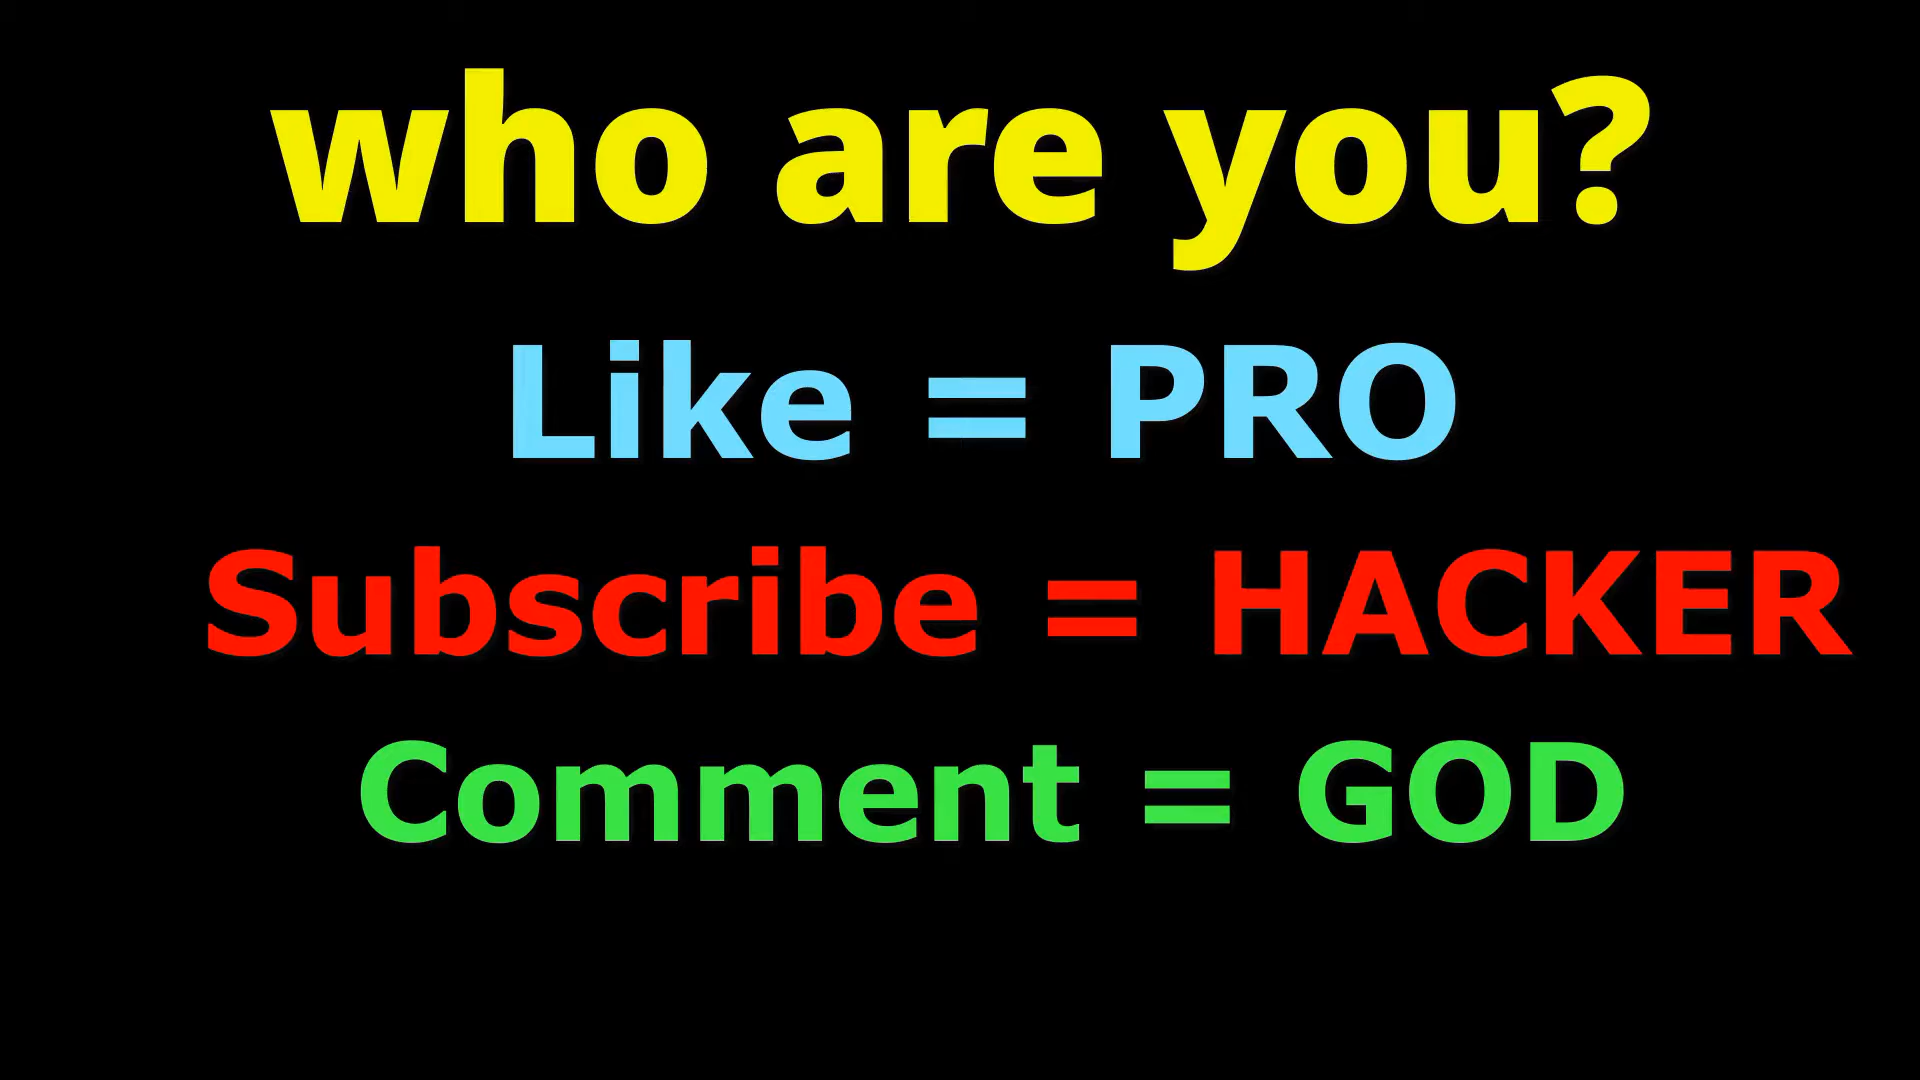 who are you?
Like = PRO
Subscribe = HACKER
Comment = GOD